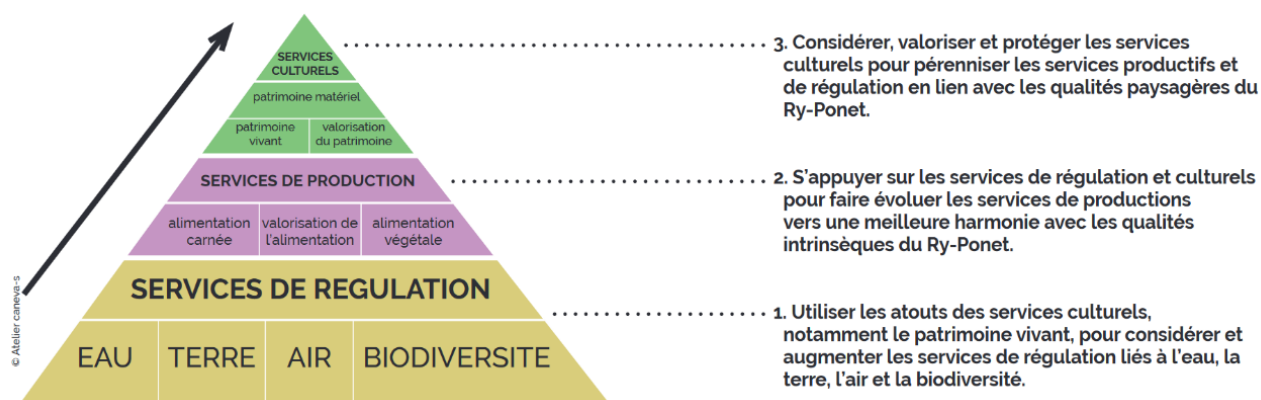 SERVICES
CULTURELS
patrimoine matériel
patrimoine
vivant
valorisation
du patrimoine
SERVICES DE PRODUCTION
alimentation
carnée
valorisation de
l'alimentation
alimentation
végétale
SERVICES DE REGULATION
EAU
TERRE
AIR
BIODIVERSITE
3. Considérer, valoriser et protéger les services
culturels pour pérenniser les services productifs et
de régulation en lien avec les qualités paysagères du
Ry-Ponet.
2. S'appuyer sur les services de régulation et culturels
pour faire évoluer les services de productions
vers une meilleure harmonie avec les qualités
intrinsèques du Ry-Ponet.
1. Utiliser les atouts des services culturels,
notamment le patrimoine vivant, pour considérer et
augmenter les services de régulation liés à l'eau, la
terre, l'air et la biodiversité.
© Atelier caneva-s